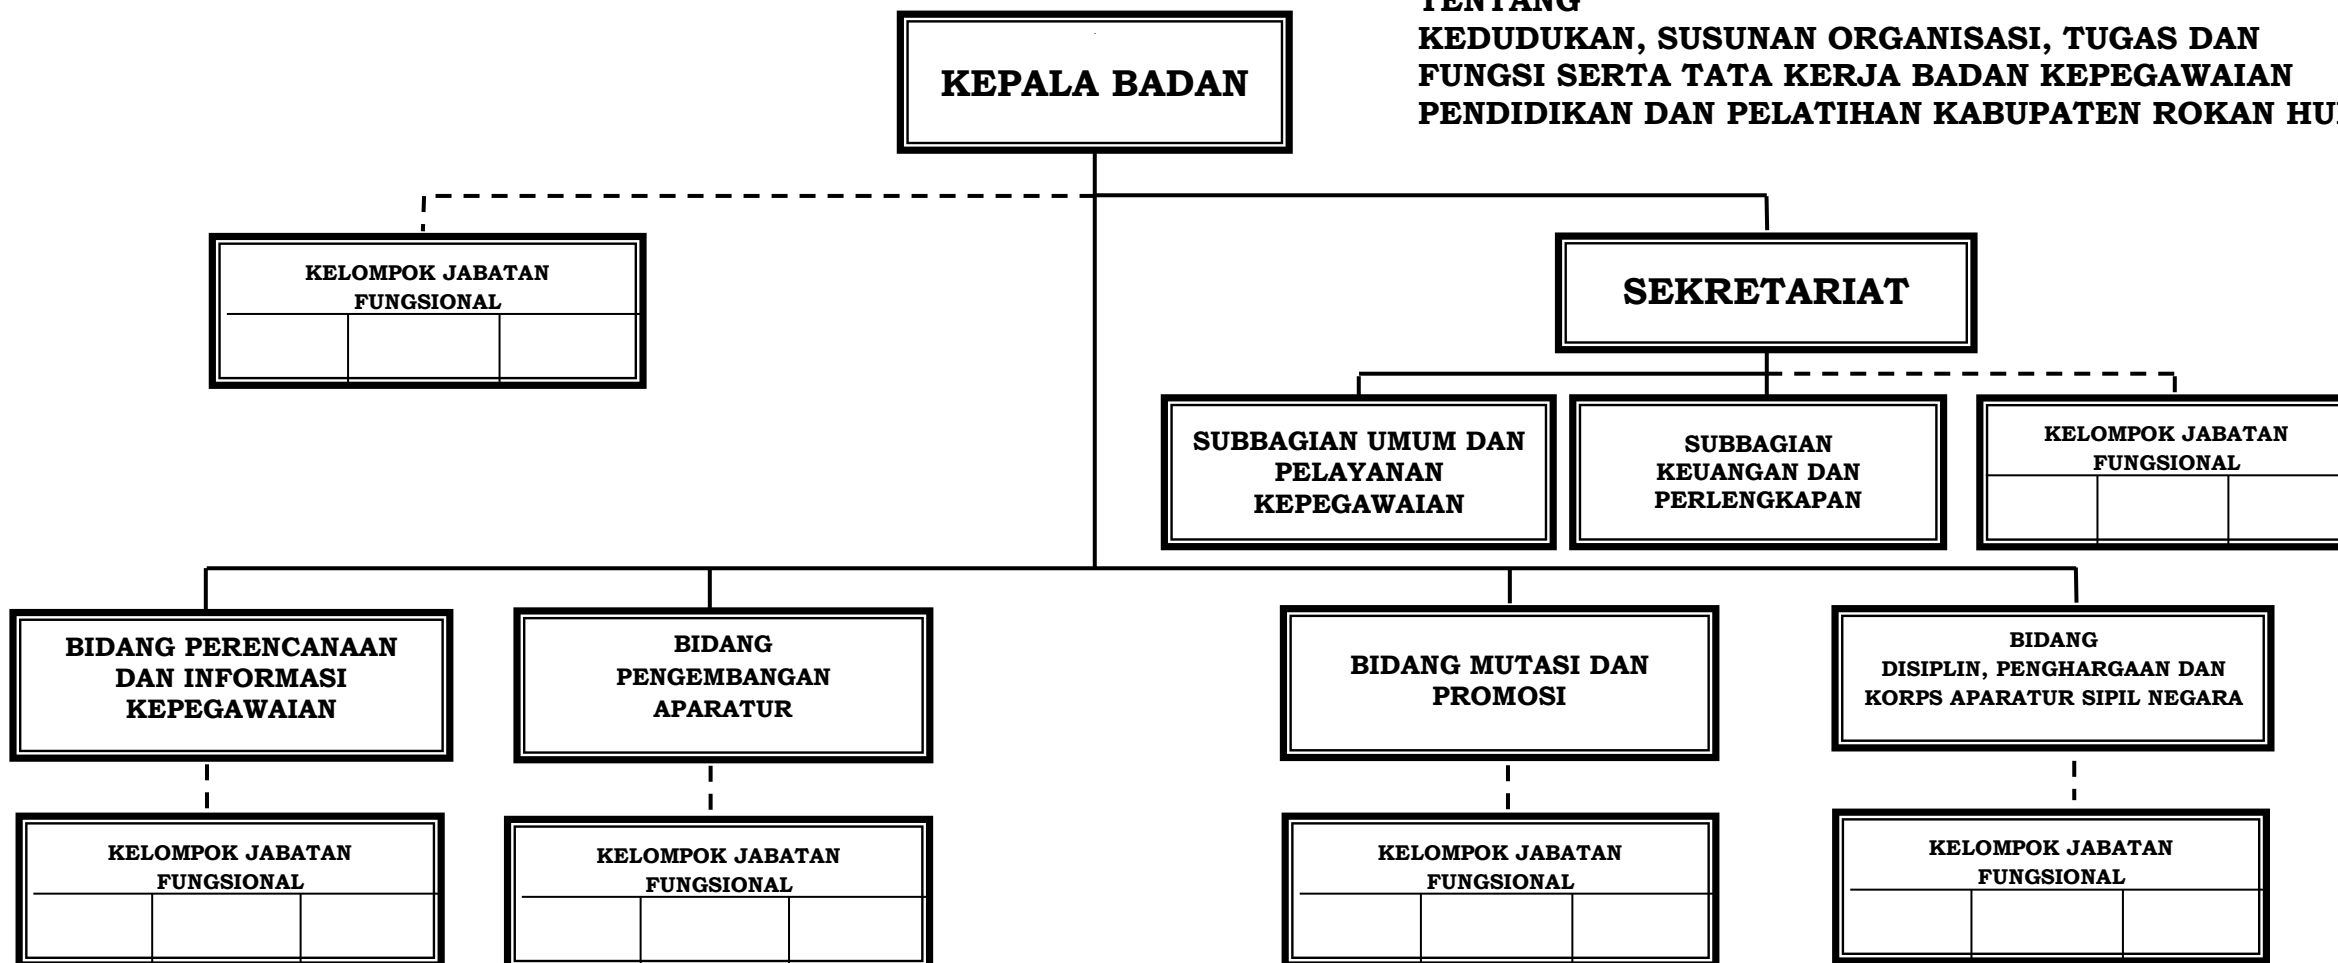 TENTANG
KEDUDUKAN, SUSUNAN ORGANISASI, TUGAS DAN
FUNGSI SERTA TATA KERJA BADAN KEPEGAWAIAN
PENDIDIKAN DAN PELATIHAN KABUPATEN ROKAN
KEPALA BADAN
KELOMPOK JABATAN
FUNGSIONAL
SEKRETARIAT
SUBBAGIAN UMUM DAN
PELAYANAN
KEPEGAWAIAN
SUBBAGIAN
KEUANGAN DAN
PERLENGKAPAN
KELOMPOK JABATAN
FUNGSIONAL
BIDANG PERENCANAAN
DAN INFORMASI
KEPEGAWAIAN
BIDANG
PENGEMBANGAN
APARATUR
BIDANG MUTASI DAN
PROMOSI
BIDANG
DISIPLIN, PENGHARGAAN DAN
KORPS APARATUR SIPIL NEGARA
KELOMPOK JABATAN
FUNGSIONAL
KELOMPOK JABATAN
FUNGSIONAL
KELOMPOK JABATAN
FUNGSIONAL
KELOMPOK JABATAN
FUNGSIONAL